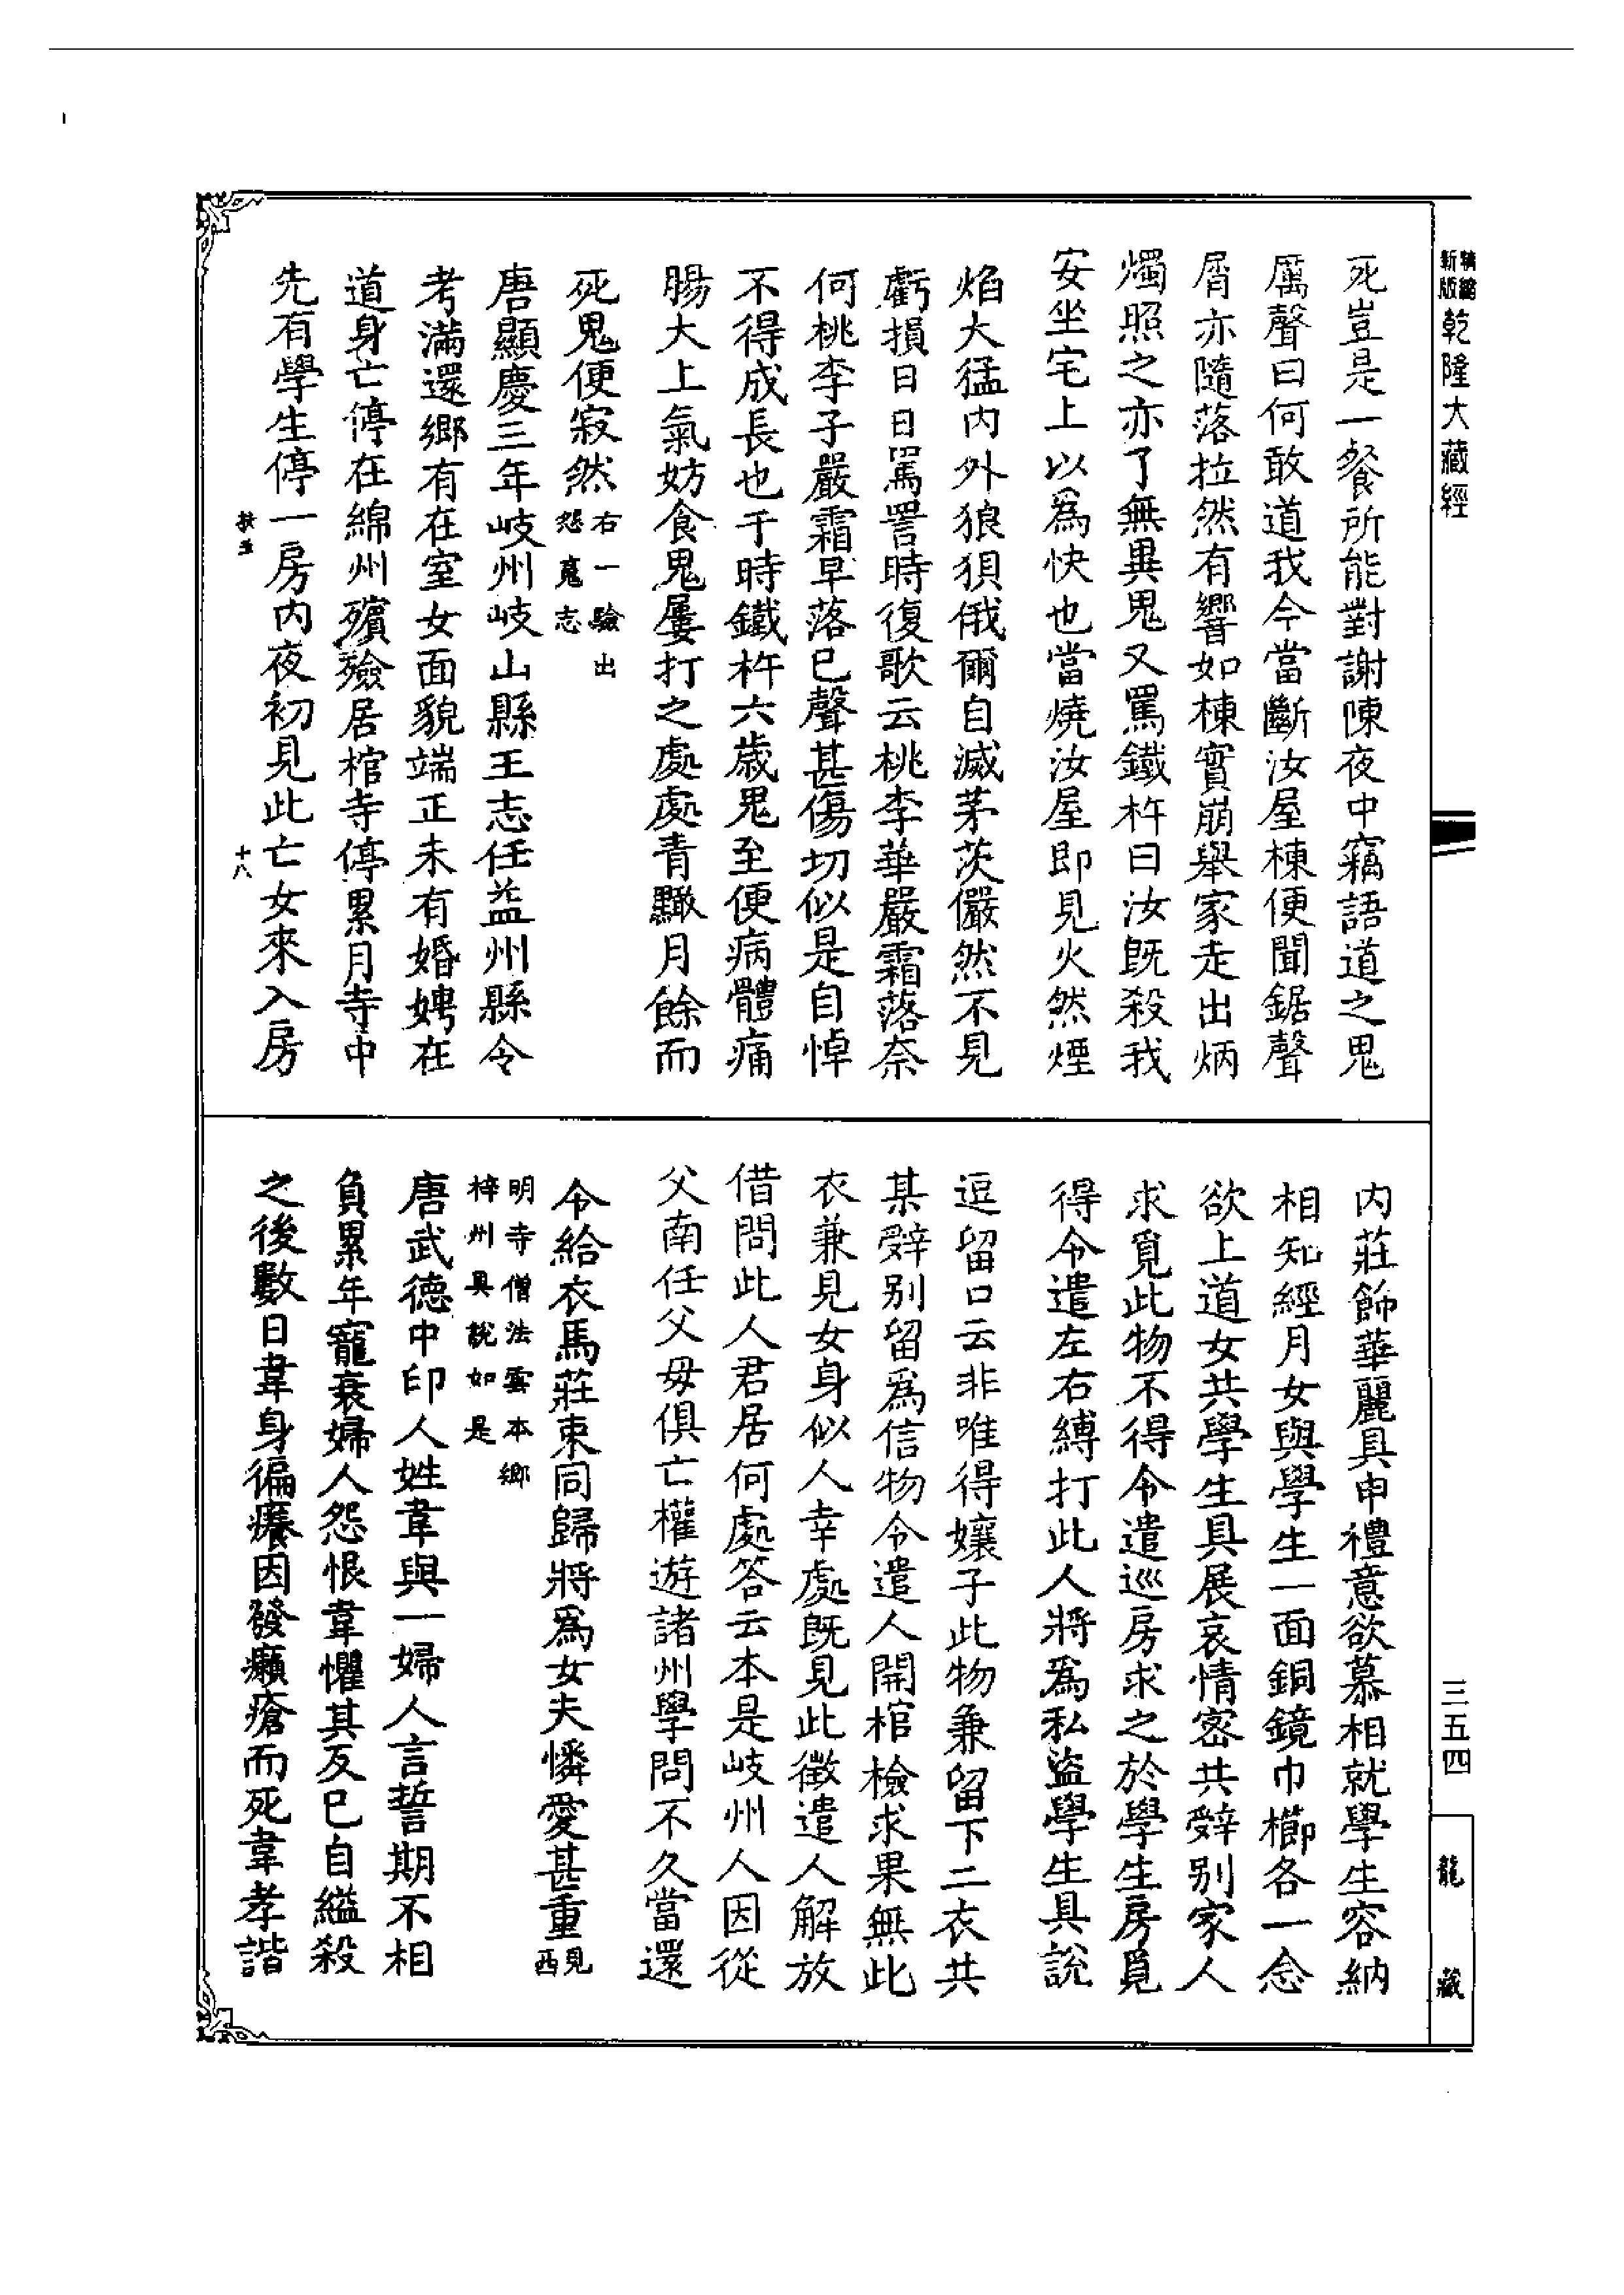 新版精縮
乾隆大藏經
死豈是一餐所能對謝陳夜中竊語道之鬼
厲聲曰何敢道我今當斷汝屋棟便聞鋸聲
屑亦隨落拉然有響如棟實崩舉家走出炳
燭照之亦了無異鬼又罵鐵杵曰汝既殺我
安坐宅上以為快也當燒汝屋即見火然煙
焰大猛內外狼狽俄爾自滅茅茨儼然不見
虧損日日罵詈時復歌云桃李華嚴霜落奈
何桃李子嚴霜早落已聲甚傷切似是自悼
不得成長也于時鐵杵六歲鬼至便病體痛
腸大上氣妨食鬼屢打之處處青黶月餘而
死鬼便寂然右一驗出
怨寃志
唐顯慶三年岐州岐山縣王志任益州縣令
考滿還鄉有在室女面貌端正未有婚娉在
道身亡停在綿州殯殮居棺寺停累月寺中
先有學生停一房內夜初見此亡女來入房
十八
內莊飾華麗具申禮意欲慕相就學生容納
相知經月女與學生一面銅鏡巾櫛各一念
欲上道女共學生具展哀情密共辭別家人
求覓此物不得令遣巡房求之於學生房覓
得令遣左右縛打此人將為私盜學生具說
逗留口云非唯得孃子此物兼留下二衣共
某辭別留為信物令遣人開棺檢求果無此
衣兼見女身似人幸處既見此徵遣人解放
借問此人君居何處答云本是岐州人因從
父南任父母俱亡權遊諸州學問不久當還
令給衣馬莊束同歸將為女夫憐愛甚重見
西
明寺僧法雲本鄉
梓州具說如是
唐武德中印人姓韋與一婦人言誓期不相
負累年寵衰婦人怨恨韋懼其反已自縊殺
之後數日韋身徧癢因發癩瘡而死韋孝諧
三五四
龍藏